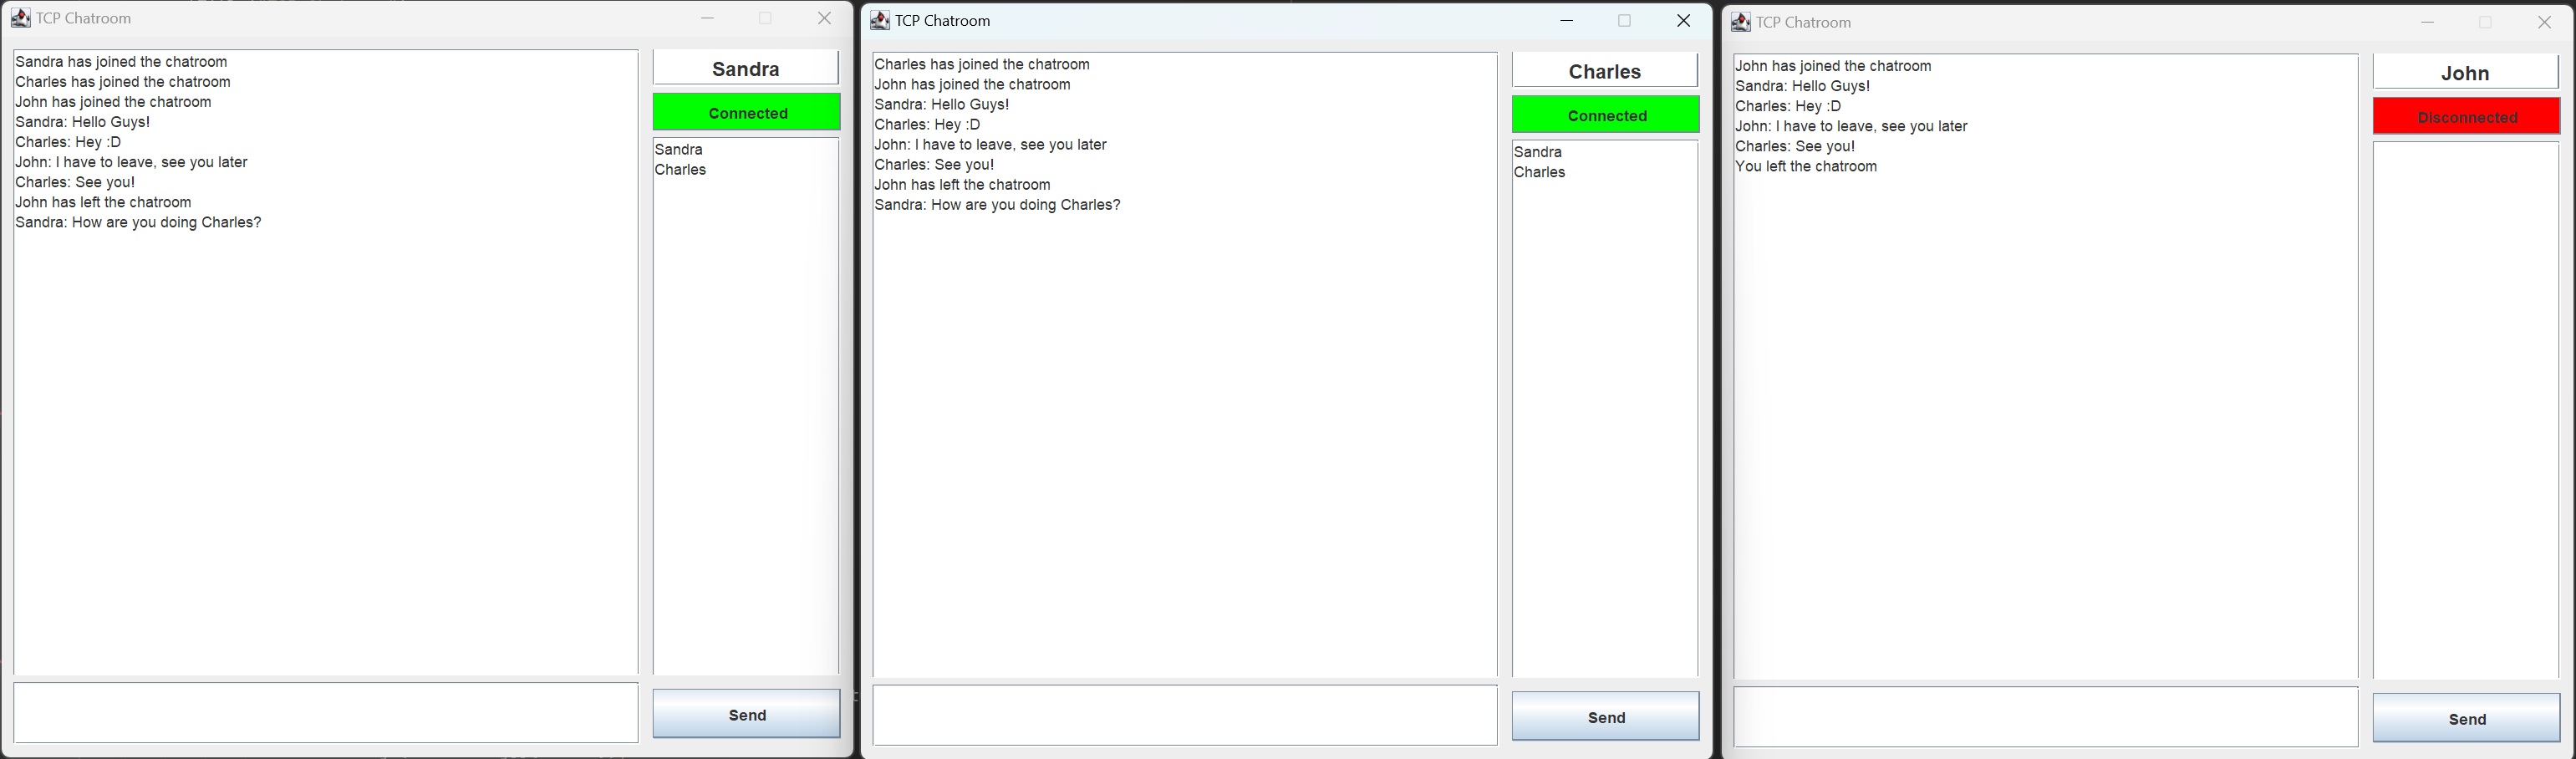 TCP Chatroom
Sandra has joined the chatroom
Charles has joined the chatroom
John has joined the chatroom
Sandra: Hello Guys!
Charles: Hey :D
John: I have to leave, see you later
Charles: See you!
John has left the chatroom
Sandra: How are you doing Charles?
Sandra
Connected
Sandra
Charles
Send
TCP Chatroom
Charles has joined the chatroom
John has joined the chatroom
Sandra: Hello Guys!
Charles: Hey :D
John: I have to leave, see you later
Charles: See you!
John has left the chatroom
Sandra: How are you doing Charles?
Charles
Connected
Sandra
Charles
Send
TCP Chatroom
John has joined the chatroom
Sandra: Hello Guys!
Charles: Hey :D
John: I have to leave, see you later
Charles: See you!
You left the chatroom
John
Disconnected
Send